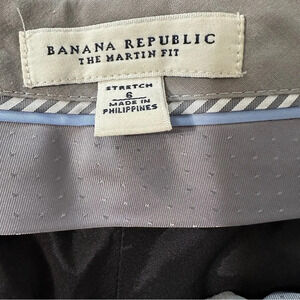 BANANA REPUBLIC
THE MARTIN FIT
STRETCH
6
MADE IN
PHILIPPINES